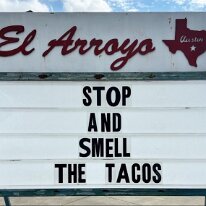 El Arroyo
Austin
STOP
AND
SMELL
THE TACOS